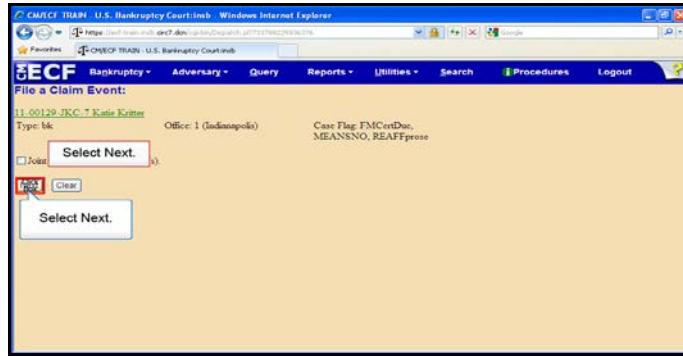 CM/ECF TRAIN - U.S. Bankruptcy Court:insb - Windows Internet Explorer
Google
Favorites CM/ECF TRAIN - U.S. Bankruptcy Court:insb
ECF Bankruptcy Adversary Query Reports Utilities Search Procedures Logout ?
File a Claim Event:
11-00129-JKC-7 Katie Kritter
Type: bk Office: 1 (Indianapolis) Case Flag: FMCertDue,
MEANSNO, REAFFprose
Select Next.
Joint s).
Clear
Select Next.